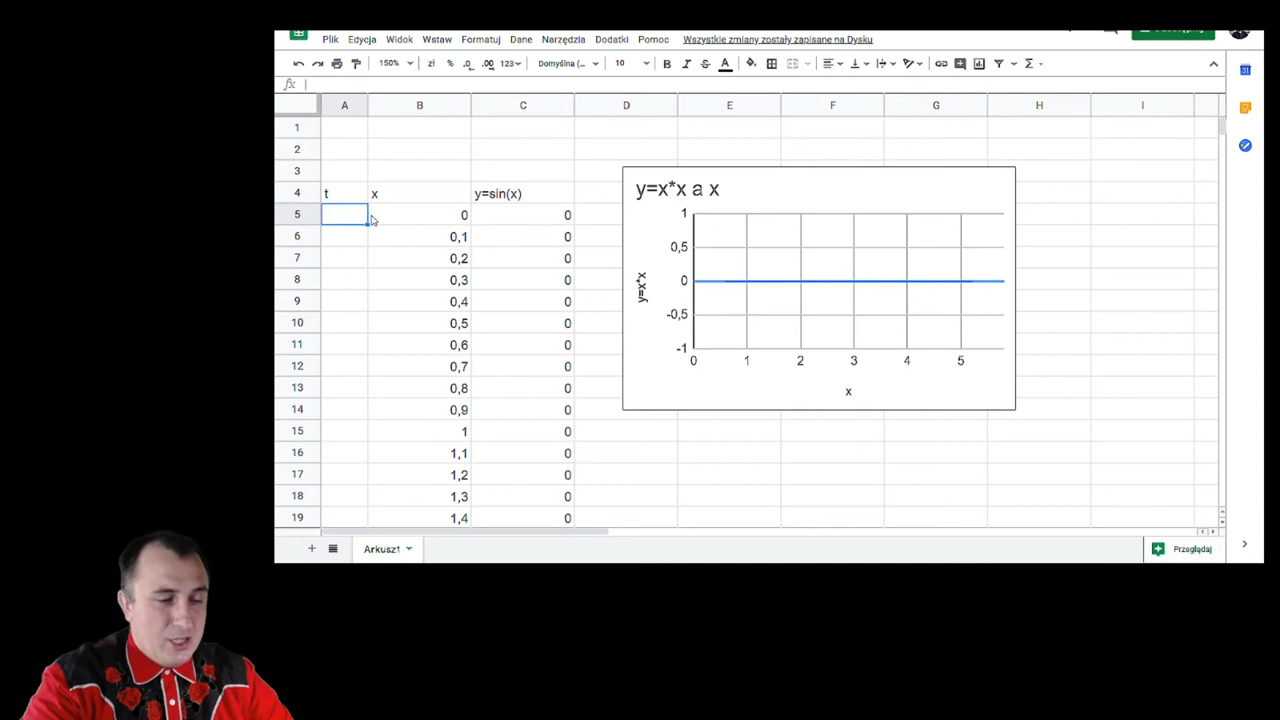 Plik Edycja Widok Wstaw Formatuj Dane Narzędzia Dodatki Pomoc Wszystkie zmiany zostały zapisane na Dysku
150% zł % .0 .00 123 Domyślna (... 10 B I S A Σ
fx
A B C D E F G H I
1
2
3
4 t x y=sin(x)
5 0 0
6 0,1 0
7 0,2 0
8 0,3 0
9 0,4 0
10 0,5 0
11 0,6 0
12 0,7 0
13 0,8 0
14 0,9 0
15 1 0
16 1,1 0
17 1,2 0
18 1,3 0
19 1,4 0
y=x*x a x
1
0,5
0
-0,5
-1
y=x*x
0 1 2 3 4 5
x
Arkusz1
Przeglądaj
31